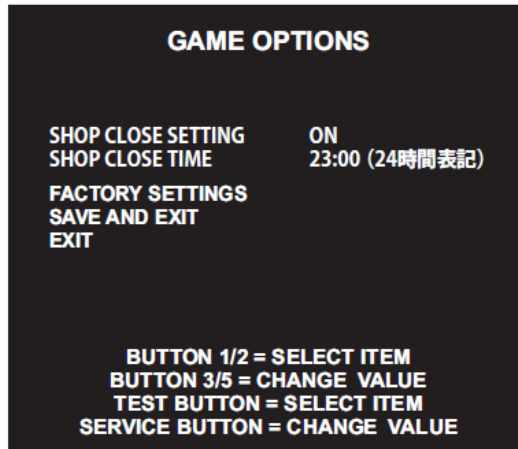 GAME OPTIONS
SHOP CLOSE SETTING ON
SHOP CLOSE TIME 23:00 (24時間表記)
FACTORY SETTINGS
SAVE AND EXIT
EXIT
BUTTON 1/2 = SELECT ITEM
BUTTON 3/5 = CHANGE VALUE
TEST BUTTON = SELECT ITEM
SERVICE BUTTON = CHANGE VALUE